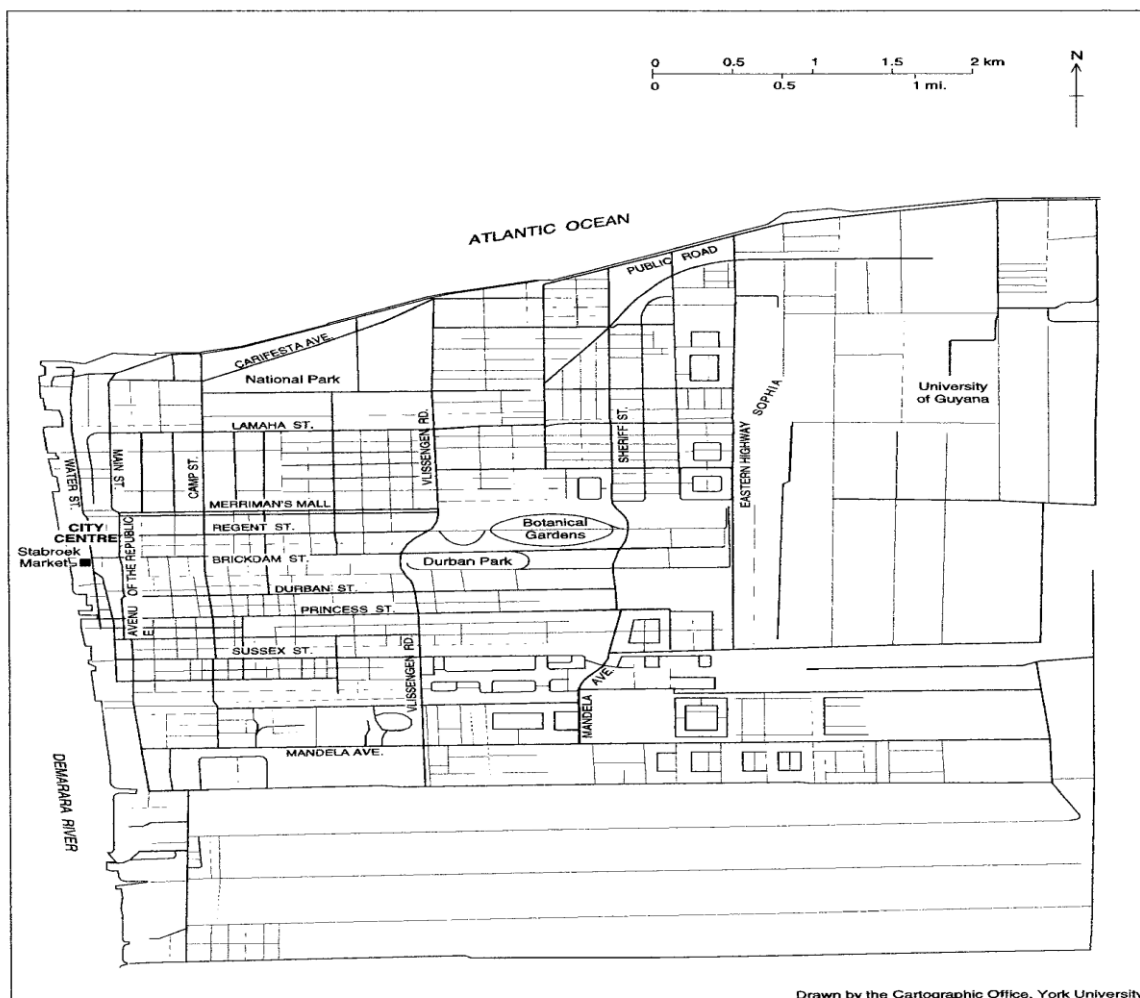 0 0.5 1 1.5 2 km
0 0.5 1 mi.
N
ATLANTIC OCEAN
PUBLIC ROAD
CARIFESTA AVE.
National Park
University
of Guyana
LAMAHA ST.
VLISSENGEN RD.
SHERIFF ST.
EASTERN HIGHWAY
SOPHIA
WATER ST.
MAIN ST.
CAMP ST.
MERRIMAN'S MALL
REGENT ST.
CITY
CENTRE
Stabroek
Market
Botanical
Gardens
BRICKDAM ST.
Durban Park
AVENU OF THE REPUBLIC
E
DURBAN ST.
PRINCESS ST.
SUSSEX ST.
VLISSENGEN RD.
MANDELA AVE.
MANDELA AVE.
DEMARARA RIVER
Drawn by the Cartographic Office, York University